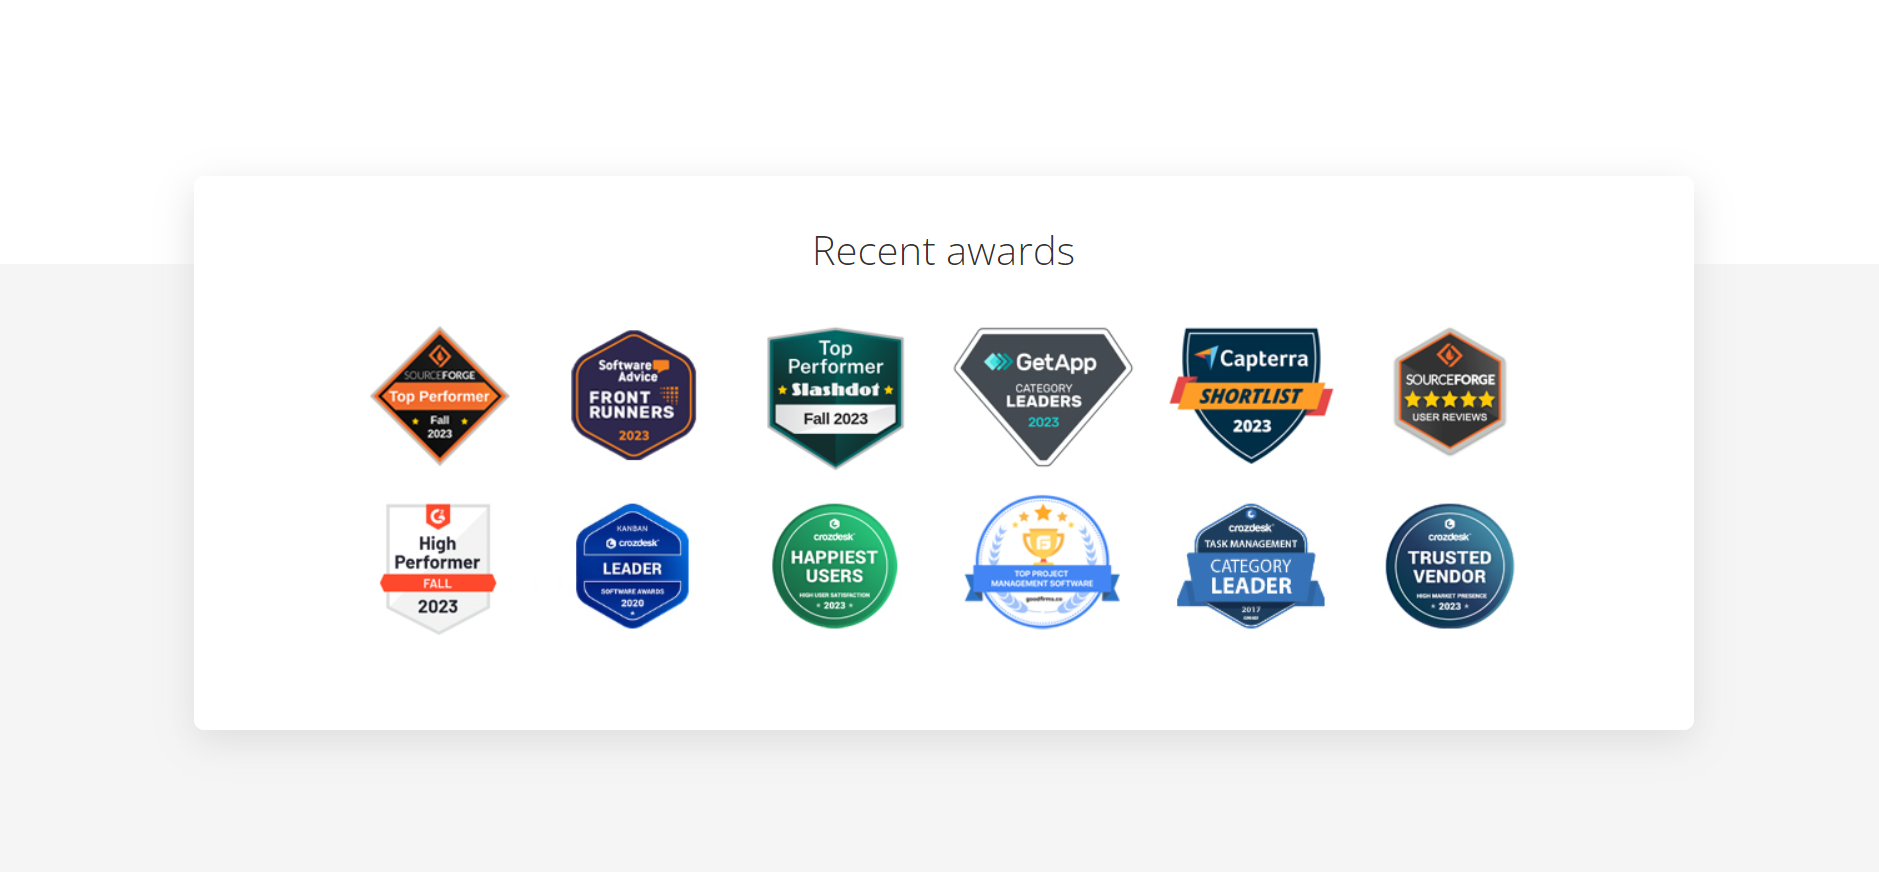 Recent awards
SOURCEFORGE
Top Performer
Fall
2023
Software
Advice
FRONT
RUNNERS
2023
Top
Performer
Slashdot
Fall 2023
GetApp
CATEGORY
LEADERS
2023
Capterra
SHORTLIST
2023
SOURCEFORGE
USER REVIEWS
High
Performer
FALL
2023
KANBAN
crozdesk
LEADER
SOFTWARE AWARDS
2020
crozdesk
HAPPIEST
USERS
HIGH USER SATISFACTION
2023
TOP PROJECT
MANAGEMENT SOFTWARE
goodfirms.co
crozdesk
TASK MANAGEMENT
CATEGORY
LEADER
2017
AWARD
crozdesk
TRUSTED
VENDOR
HIGH MARKET PRESENCE
2023